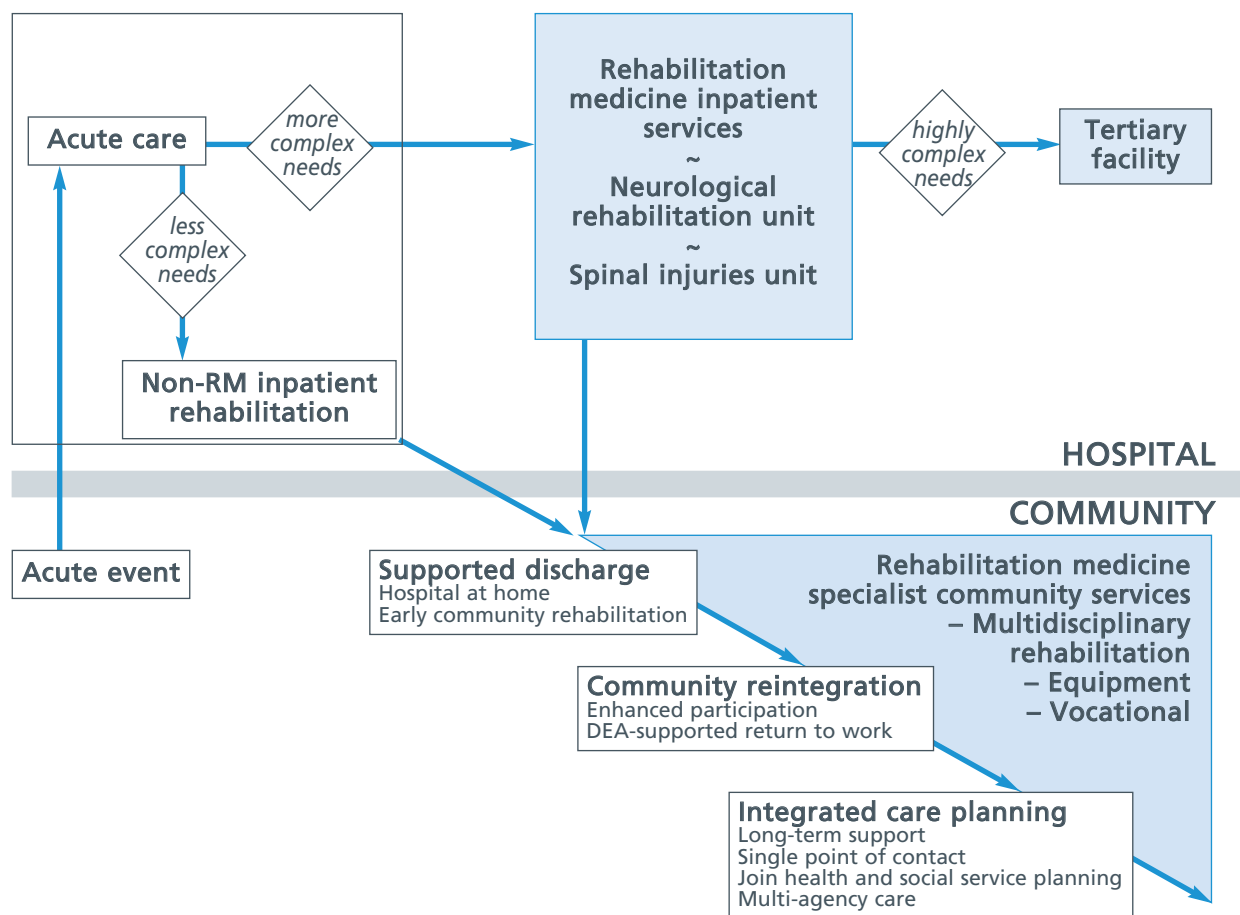 Acute care
more
complex
needs
less
complex
needs
Non-RM inpatient
rehabilitation
Rehabilitation
medicine inpatient
services
~
Neurological
rehabilitation unit
~
Spinal injuries unit
highly
complex
needs
Tertiary
facility
HOSPITAL
COMMUNITY
Acute event
Supported discharge
Hospital at home
Early community rehabilitation
Rehabilitation medicine
specialist community services
– Multidisciplinary
rehabilitation
– Equipment
– Vocational
Community reintegration
Enhanced participation
DEA-supported return to work
Integrated care planning
Long-term support
Single point of contact
Join health and social service planning
Multi-agency care